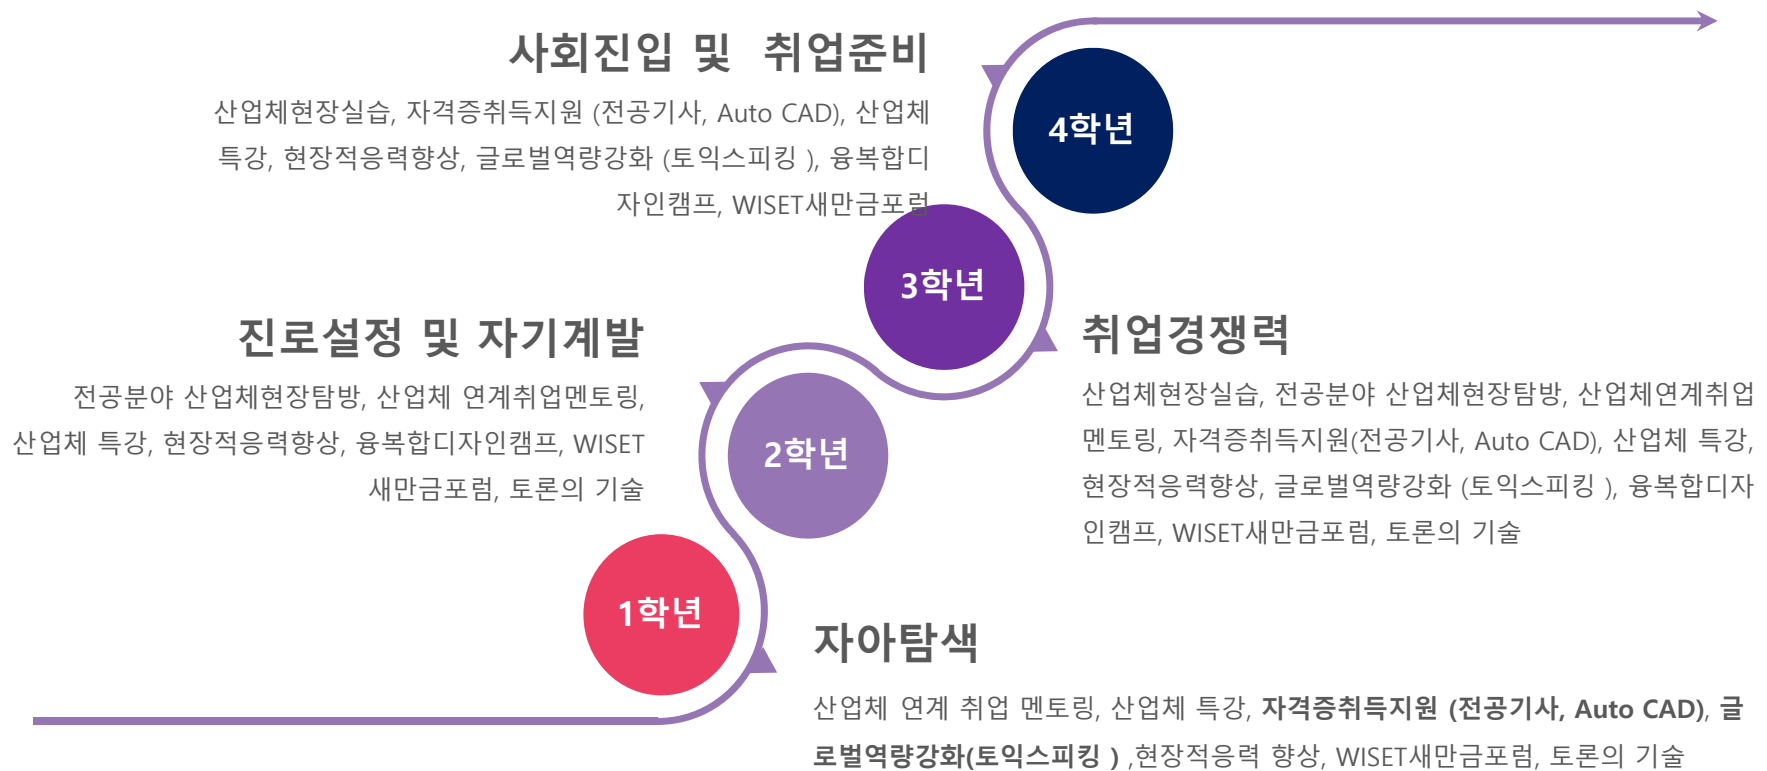 사회진입 및 취업준비
산업체현장실습, 자격증취득지원 (전공기사, Auto CAD), 산업체
특강, 현장적응력향상, 글로벌역량강화 (토익스피킹 ), 융복합디
자인캠프, WISET새만금포럼
4학년
3학년
취업경쟁력
산업체현장실습, 전공분야 산업체현장탐방, 산업체연계취업
멘토링, 자격증취득지원(전공기사, Auto CAD), 산업체 특강,
현장적응력향상, 글로벌역량강화 (토익스피킹 ), 융복합디자
인캠프, WISET새만금포럼, 토론의 기술
진로설정 및 자기계발
전공분야 산업체현장탐방, 산업체 연계취업멘토링,
산업체 특강, 현장적응력향상, 융복합디자인캠프, WISET
새만금포럼, 토론의 기술
2학년
1학년
자아탐색
산업체 연계 취업 멘토링, 산업체 특강, 자격증취득지원 (전공기사, Auto CAD), 글
로벌역량강화(토익스피킹 ) ,현장적응력 향상, WISET새만금포럼, 토론의 기술